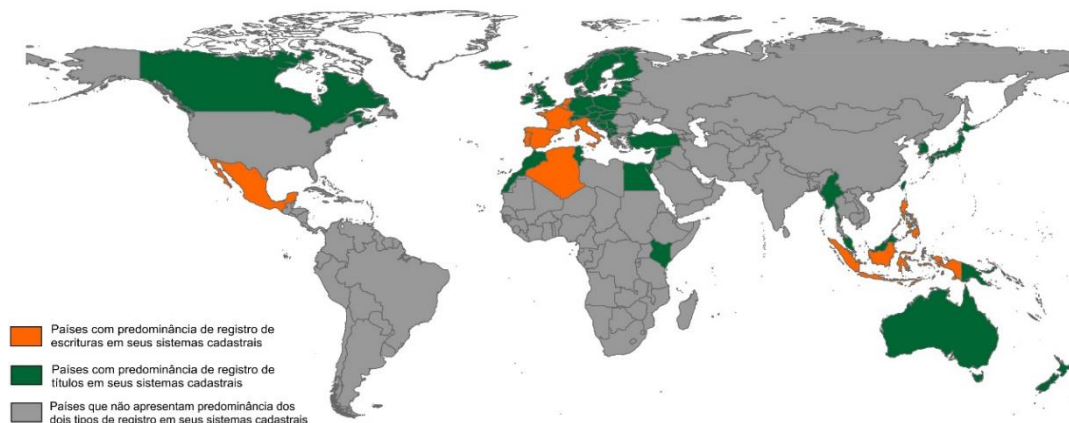 Países com predominância de registro de
escrituras em seus sistemas cadastrais
Países com predominância de registro de
títulos em seus sistemas cadastrais
Países que não apresentam predominância dos
dois tipos de registro em seus sistemas cadastrais